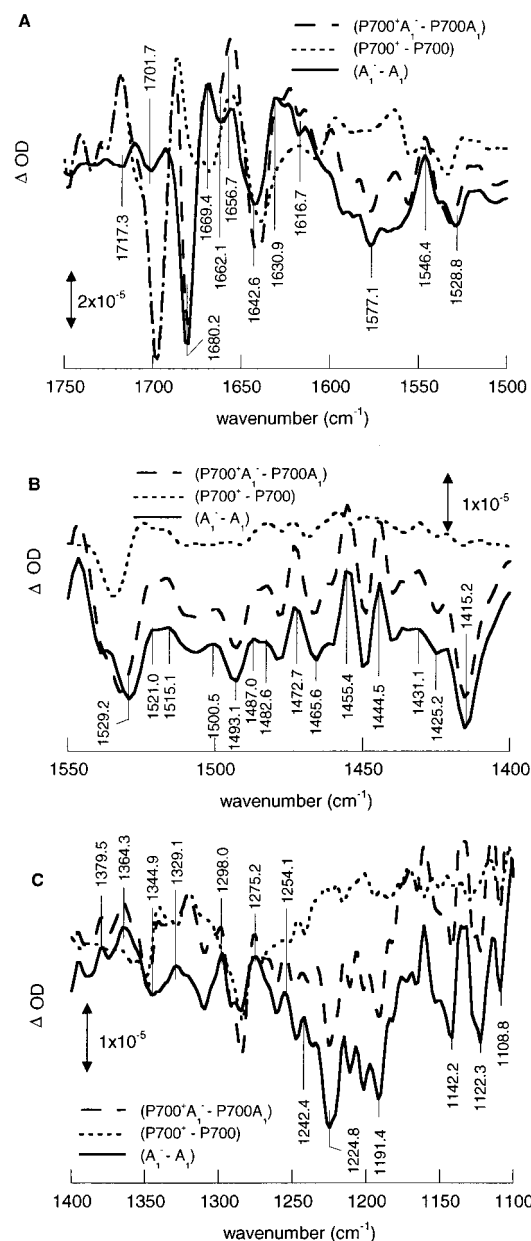 A
(P700⁺A₁⁻ - P700A₁)
(P700⁺ - P700)
(A₁⁻ - A₁)
1701.7
1717.3
1669.4
1662.1
1656.7
1680.2
1642.6
1630.9
1616.7
1577.1
1546.4
1528.8
Δ OD
2x10⁻⁵
1750 1700 1650 1600 1550 1500
wavenumber (cm⁻¹)
B
(P700⁺A₁⁻ - P700A₁)
(P700⁺ - P700)
(A₁⁻ - A₁)
1x10⁻⁵
Δ OD
1529.2
1521.0
1515.1
1500.5
1493.1
1487.0
1482.6
1472.7
1465.6
1455.4
1444.5
1431.1
1425.2
1415.2
1550 1500 1450 1400
wavenumber (cm⁻¹)
C
1379.5
1364.3
1344.9
1329.1
1298.0
1275.2
1254.1
Δ OD
1x10⁻⁵
1242.4
1224.8
1191.4
1142.2
1122.3
1108.8
(P700⁺A₁⁻ - P700A₁)
(P700⁺ - P700)
(A₁⁻ - A₁)
1400 1350 1300 1250 1200 1150 1100
wavenumber (cm⁻¹)